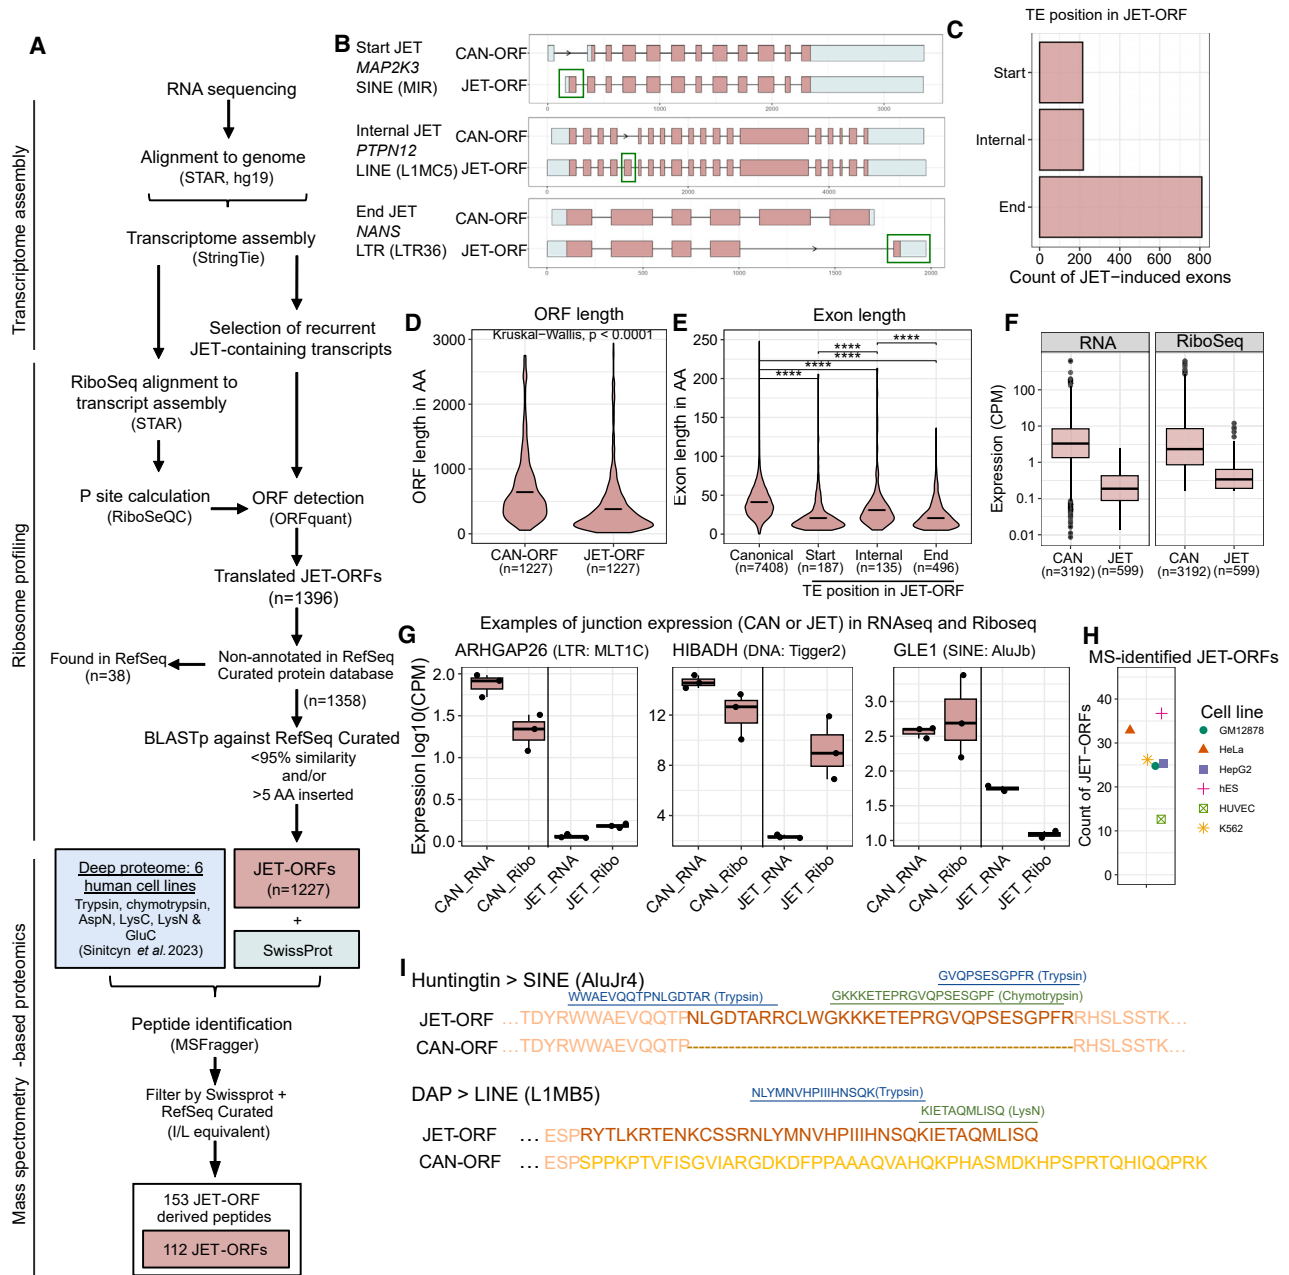 A
RNA sequencing
Alignment to genome
(STAR, hg19)
Transcriptome assembly
(StringTie)
Selection of recurrent
JET-containing transcripts
RiboSeq alignment to
transcript assembly
(STAR)
P site calculation
(RiboSeQC)
ORF detection
(ORFquant)
Translated JET-ORFs
(n=1396)
Found in RefSeq
(n=38)
Non-annotated in RefSeq
Curated protein database
(n=1358)
BLASTp against RefSeq Curated
<95% similarity
and/or
>5 AA inserted
Deep proteome: 6
human cell lines
Trypsin, chymotrypsin,
AspN, LysC, LysN &
GluC
(Sinitcyn et al. 2023)
JET-ORFs
(n=1227)
+
SwissProt
Peptide identification
(MSFragger)
Filter by Swissprot +
RefSeq Curated
(I/L equivalent)
153 JET-ORF
derived peptides
112 JET-ORFs
Transcriptome assembly
Ribosome profiling
Mass spectrometry -based proteomics
B
Start JET
MAP2K3
SINE (MIR)
CAN-ORF
JET-ORF
0 1000 2000 3000
Internal JET
PTPN12
LINE (L1MC5)
CAN-ORF
JET-ORF
0 2000 4000
End JET
NANS
LTR (LTR36)
CAN-ORF
JET-ORF
0 500 1000 1500 2000
C
TE position in JET-ORF
Start
Internal
End
0 200 400 600 800
Count of JET−induced exons
D
ORF length
Kruskal−Wallis, p < 0.0001
ORF length in AA
3000
2000
1000
0
CAN-ORF
(n=1227)
JET-ORF
(n=1227)
E
Exon length
Exon length in AA
250
200
150
100
50
0
**** **** **** **** ****
Canonical
(n=7408)
Start
(n=187)
Internal
(n=135)
End
(n=496)
TE position in JET-ORF
F
RNA RiboSeq
Expression (CPM)
100
10
1
0.1
0.01
CAN
(n=3192)
JET
(n=599)
CAN
(n=3192)
JET
(n=599)
G
Examples of junction expression (CAN or JET) in RNAseq and Riboseq
ARHGAP26 (LTR: MLT1C)
HIBADH (DNA: Tigger2)
GLE1 (SINE: AluJb)
Expression log10(CPM)
2.0
1.5
1.0
0.5
0.0
CAN_RNA CAN_Ribo JET_RNA JET_Ribo
12
8
4
CAN_RNA CAN_Ribo JET_RNA JET_Ribo
3.0
2.5
2.0
1.5
1.0
CAN_RNA CAN_Ribo JET_RNA JET_Ribo
H
MS-identified JET-ORFs
Count of JET−ORFs
40
30
20
10
0
Cell line
GM12878
HeLa
HepG2
hES
HUVEC
K562
I
Huntingtin > SINE (AluJr4)
GVQPSESGPFR (Trypsin)
WWAEVQQTPNLGDTAR (Trypsin)
GKKKETEPRGVQPSESGPF (Chymotrypsin)
JET-ORF ...TDYRWWAEVQQTPNLGDTARRCLWGKKKETEPRGVQPSESGPFRRHSLSSTK...
CAN-ORF ...TDYRWWAEVQQTP-------------------------------------RHSLSSTK...
DAP > LINE (L1MB5)
NLYMNVHPIIIHNSQK(Trypsin)
KIETAQMLISQ (LysN)
JET-ORF ... ESPRYTLKRTENKCSSRNLYMNVHPIIIHNSQKIETAQMLISQ
CAN-ORF ... ESPSPPKPTVFISGVIARGDKDFPPAAAQVAHQKPHASMDKHPSPRTQHIQQPRK